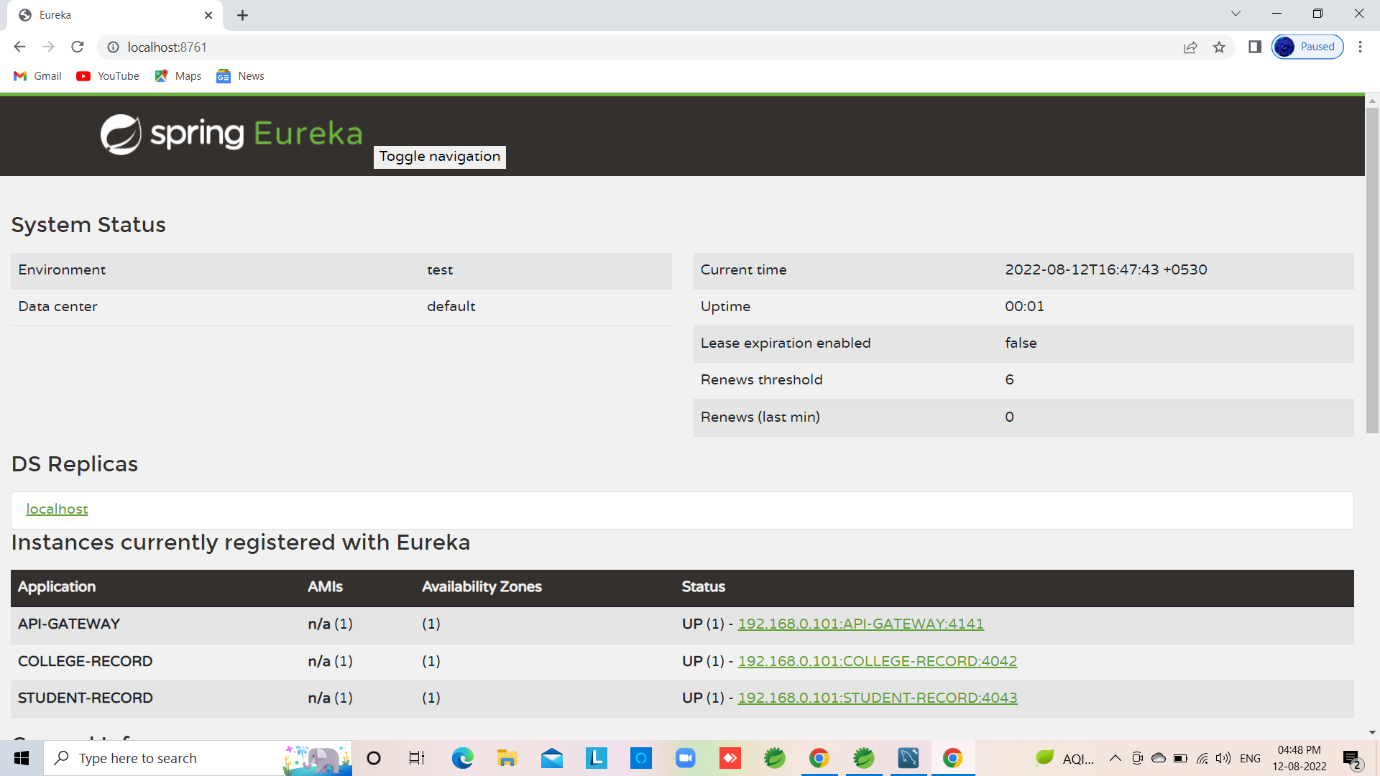 Eureka
localhost:8761
Paused
Gmail YouTube Maps News
spring Eureka
Toggle navigation
System Status
Environment test
Data center default
Current time 2022-08-12T16:47:43 +0530
Uptime 00:01
Lease expiration enabled false
Renews threshold 6
Renews (last min) 0
DS Replicas
localhost
Instances currently registered with Eureka
Application AMIs Availability Zones Status
API-GATEWAY n/a (1) (1) UP (1) - 192.168.0.101:API-GATEWAY:4141
COLLEGE-RECORD n/a (1) (1) UP (1) - 192.168.0.101:COLLEGE-RECORD:4042
STUDENT-RECORD n/a (1) (1) UP (1) - 192.168.0.101:STUDENT-RECORD:4043
Type here to search
L
AQI...
ENG
04:48 PM
12-08-2022
2